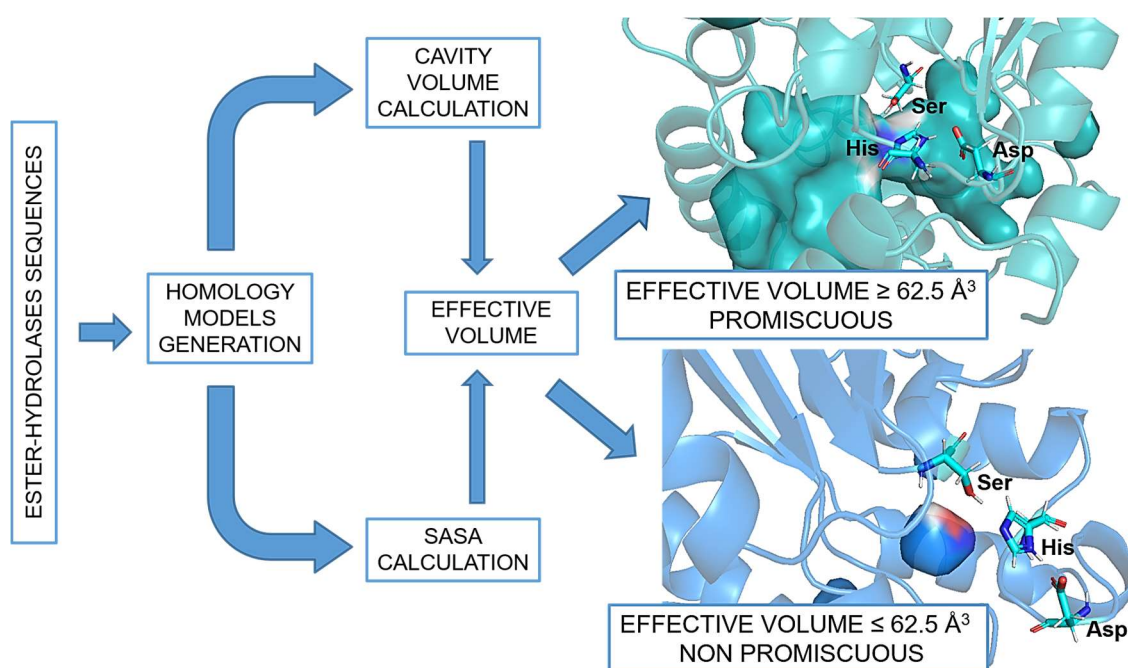 ESTER-HYDROLASES SEQUENCES
HOMOLOGY
MODELS
GENERATION
CAVITY
VOLUME
CALCULATION
SASA
CALCULATION
EFFECTIVE
VOLUME
Ser
His
Asp
EFFECTIVE VOLUME ≥ 62.5 Å³
PROMISCUOUS
Ser
His
Asp
EFFECTIVE VOLUME ≤ 62.5 Å³
NON PROMISCUOUS